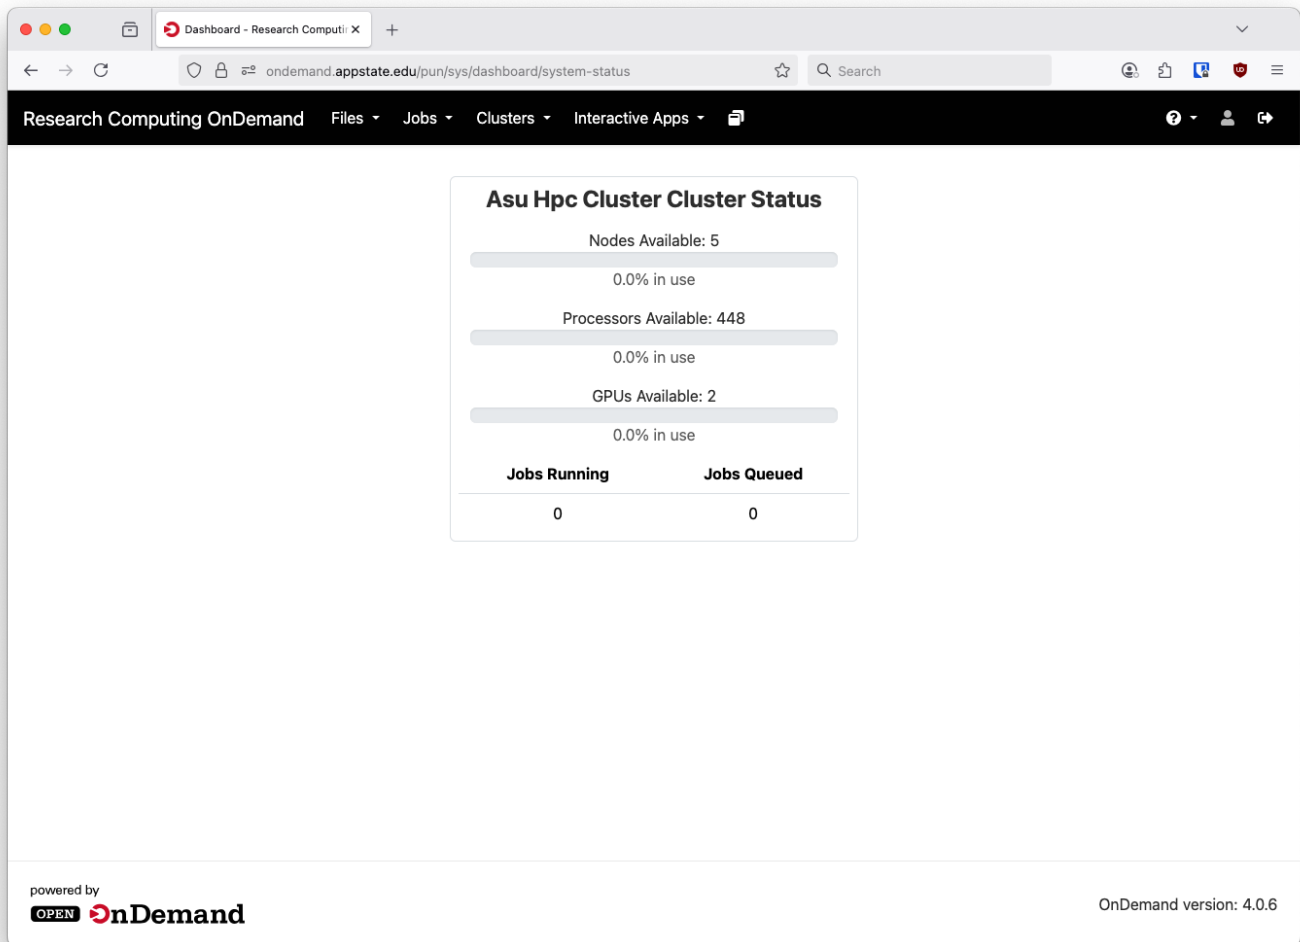 Dashboard - Research Computin
ondemand.appstate.edu/pun/sys/dashboard/system-status
Search
Research Computing OnDemand Files Jobs Clusters Interactive Apps
Asu Hpc Cluster Cluster Status
Nodes Available: 5
0.0% in use
Processors Available: 448
0.0% in use
GPUs Available: 2
0.0% in use
Jobs Running Jobs Queued
0 0
powered by
OPEN OnDemand
OnDemand version: 4.0.6